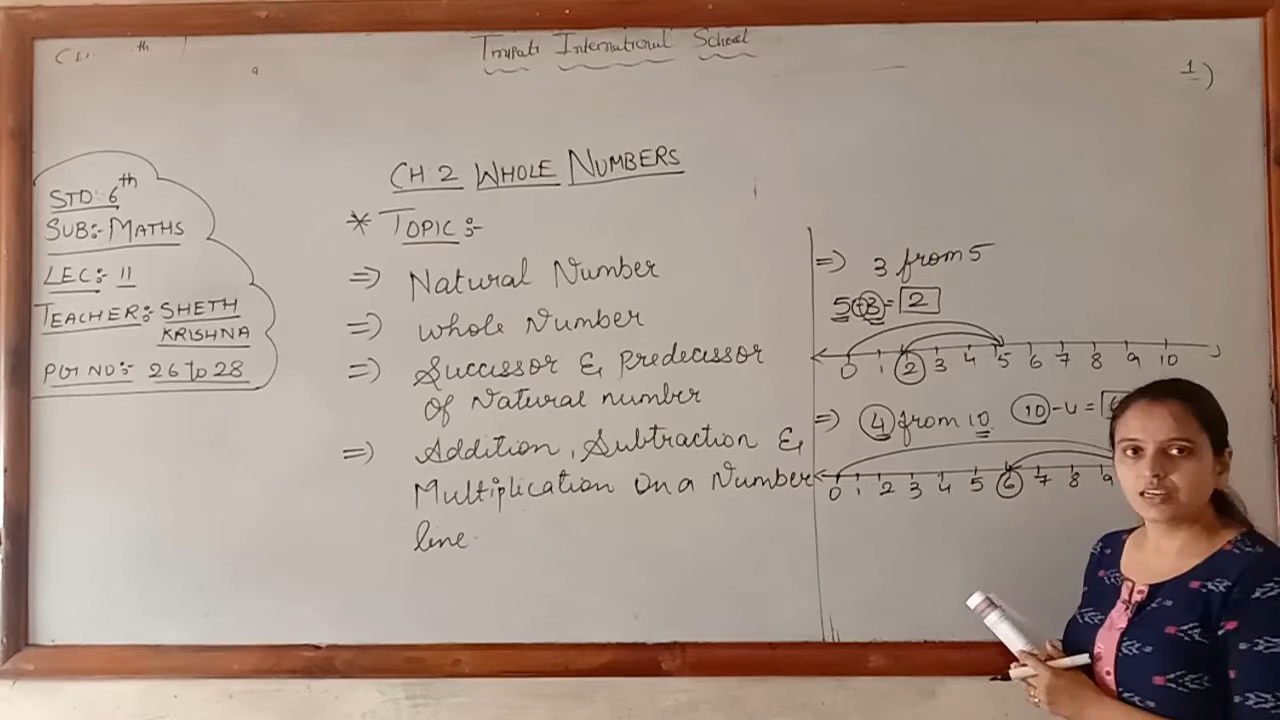 Tirupati International School
1)
STD: 6th
SUB:- MATHS
LEC:- 11
TEACHER:- SHETH
KRISHNA
PG NO:- 26 to 28
CH 2 WHOLE NUMBERS
* TOPIC:-
=> Natural Number
=> Whole Number
=> Successor & Predecessor
of Natural number
=> Addition, Subtraction &
Multiplication on a Number
line.
=> 3 from 5
5-3= 2
0 1 2 3 4 5 6 7 8 9 10
=> 4 from 10 10-4=
0 1 2 3 4 5 6 7 8 9